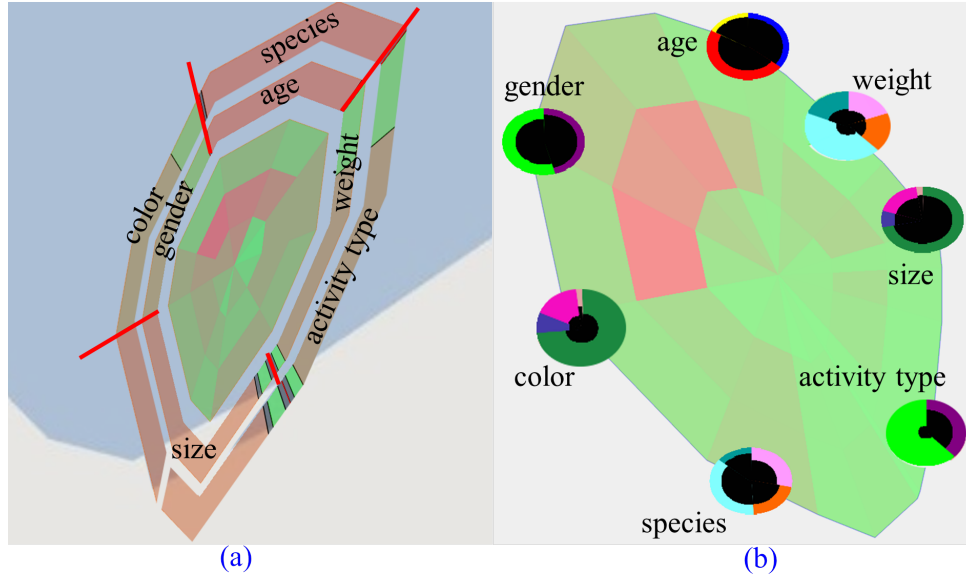 species
age
color
gender
weight
activity type
size
(a)
age
weight
gender
size
color
activity type
species
(b)